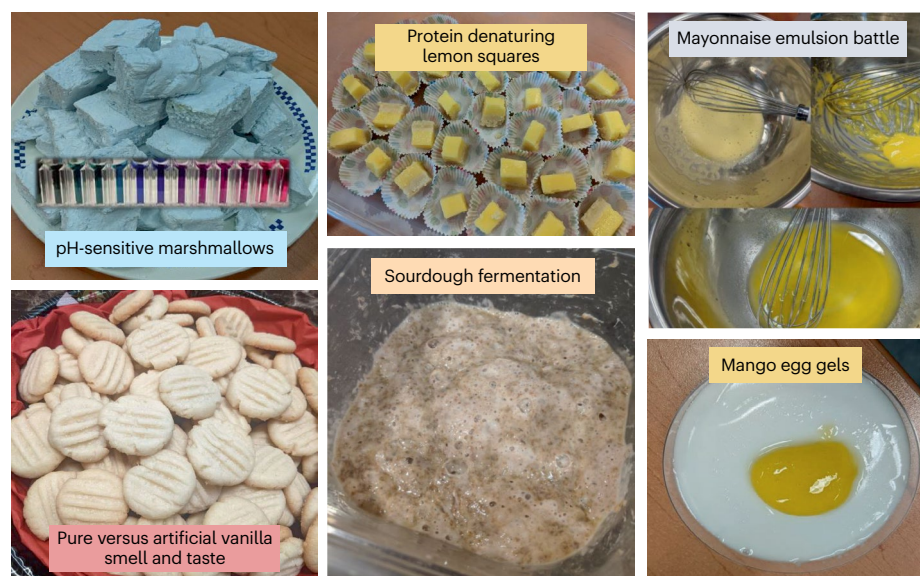 pH-sensitive marshmallows
Protein denaturing
lemon squares
Mayonnaise emulsion battle
Pure versus artificial vanilla
smell and taste
Sourdough fermentation
Mango egg gels